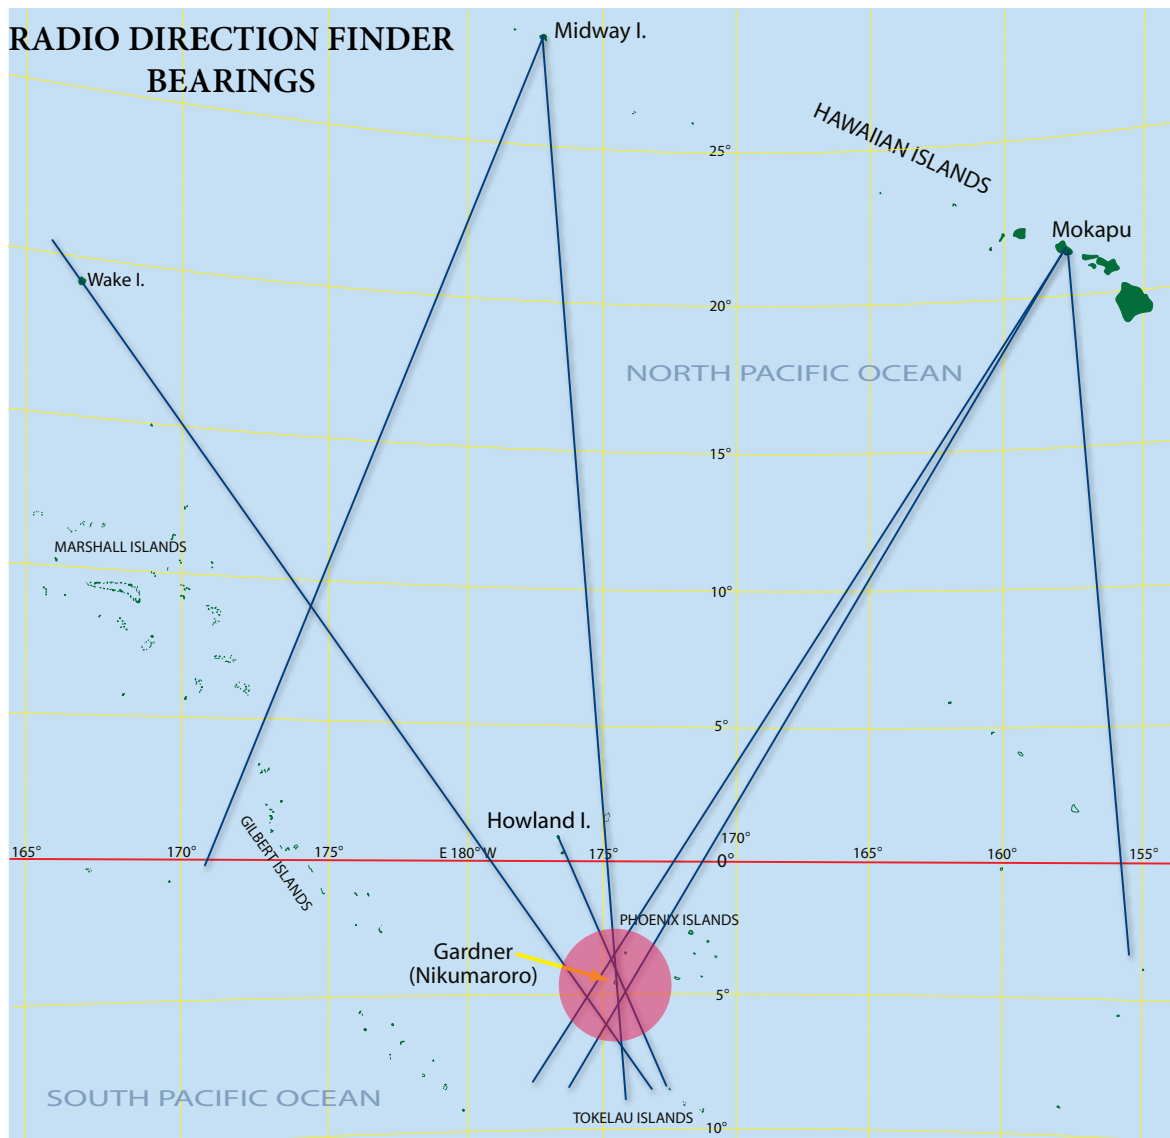 RADIO DIRECTION FINDER
BEARINGS
Midway I.
HAWAIIAN ISLANDS
25°
Mokapu
Wake I.
20°
NORTH PACIFIC OCEAN
15°
MARSHALL ISLANDS
10°
5°
Howland I.
GILBERT ISLANDS
165°
170°
175°
E 180° W
175°
170°
0°
165°
160°
155°
PHOENIX ISLANDS
Gardner
(Nikumaroro)
5°
SOUTH PACIFIC OCEAN
TOKELAU ISLANDS
10°